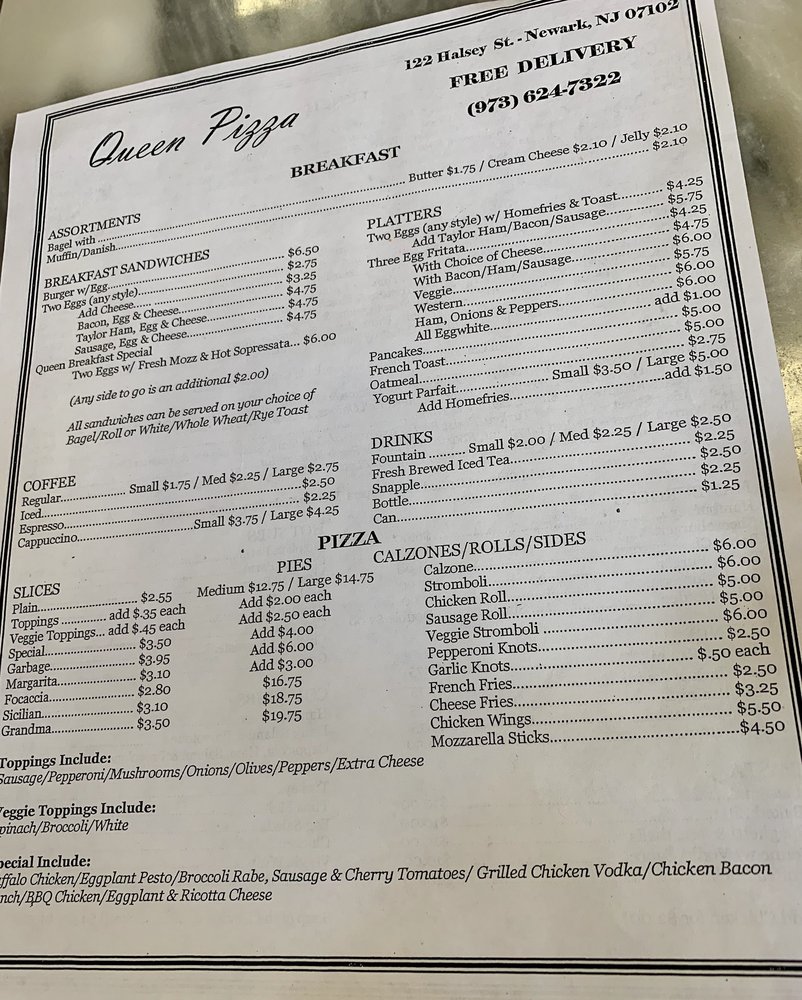 122 Halsey St. - Newark, NJ 07102
FREE DELIVERY
(973) 624-7322
Queen Pizza
BREAKFAST
ASSORTMENTS
Bagel with ... Butter $1.75 / Cream Cheese $2.10 / Jelly $2.10
Muffin/Danish... $2.10
BREAKFAST SANDWICHES
Burger w/Egg... $6.50
Two Eggs (any style)... $2.75
Add Cheese... $3.25
Bacon, Egg & Cheese... $4.75
Taylor Ham, Egg & Cheese... $4.75
Sausage, Egg & Cheese... $4.75
Queen Breakfast Special
Two Eggs w/ Fresh Mozz & Hot Sopressata... $6.00
(Any side to go is an additional $2.00)
All sandwiches can be served on your choice of
Bagel/Roll or White/Whole Wheat/Rye Toast
PLATTERS
Two Eggs (any style) w/ Homefries & Toast... $4.25
Add Taylor Ham/Bacon/Sausage... $5.75
Three Egg Fritata... $4.25
With Choice of Cheese... $4.75
With Bacon/Ham/Sausage... $6.00
Veggie... $5.75
Western... $6.00
Ham, Onions & Peppers... $6.00
All Eggwhite... add $1.00
Pancakes... $5.00
French Toast... $5.00
Oatmeal... $2.75
Yogurt Parfait... Small $3.50 / Large $5.00
Add Homefries... add $1.50
COFFEE
Regular... Small $1.75 / Med $2.25 / Large $2.75
Iced... $2.50
Espresso... $2.25
Cappuccino... Small $3.75 / Large $4.25
DRINKS
Fountain ... Small $2.00 / Med $2.25 / Large $2.50
Fresh Brewed Iced Tea... $2.25
Snapple... $2.50
Bottle... $2.25
Can... $1.25
PIZZA
SLICES
Plain... $2.55
Toppings ... add $.35 each
Veggie Toppings... add $.45 each
Special... $3.50
Garbage... $3.95
Margarita... $3.10
Focaccia... $2.80
Sicilian... $3.10
Grandma... $3.50
PIES
Medium $12.75 / Large $14.75
Add $2.00 each
Add $2.50 each
Add $4.00
Add $6.00
Add $3.00
$16.75
$18.75
$19.75
CALZONES/ROLLS/SIDES
Calzone... $6.00
Stromboli... $6.00
Chicken Roll... $5.00
Sausage Roll... $5.00
Veggie Stromboli ... $6.00
Pepperoni Knots... $2.50
Garlic Knots... $.50 each
French Fries... $2.50
Cheese Fries... $3.25
Chicken Wings... $5.50
Mozzarella Sticks... $4.50
Toppings Include:
Sausage/Pepperoni/Mushrooms/Onions/Olives/Peppers/Extra Cheese
eggie Toppings Include:
pinach/Broccoli/White
pecial Include:
ffalo Chicken/Eggplant Pesto/Broccoli Rabe, Sausage & Cherry Tomatoes/ Grilled Chicken Vodka/Chicken Bacon
nch/BBQ Chicken/Eggplant & Ricotta Cheese